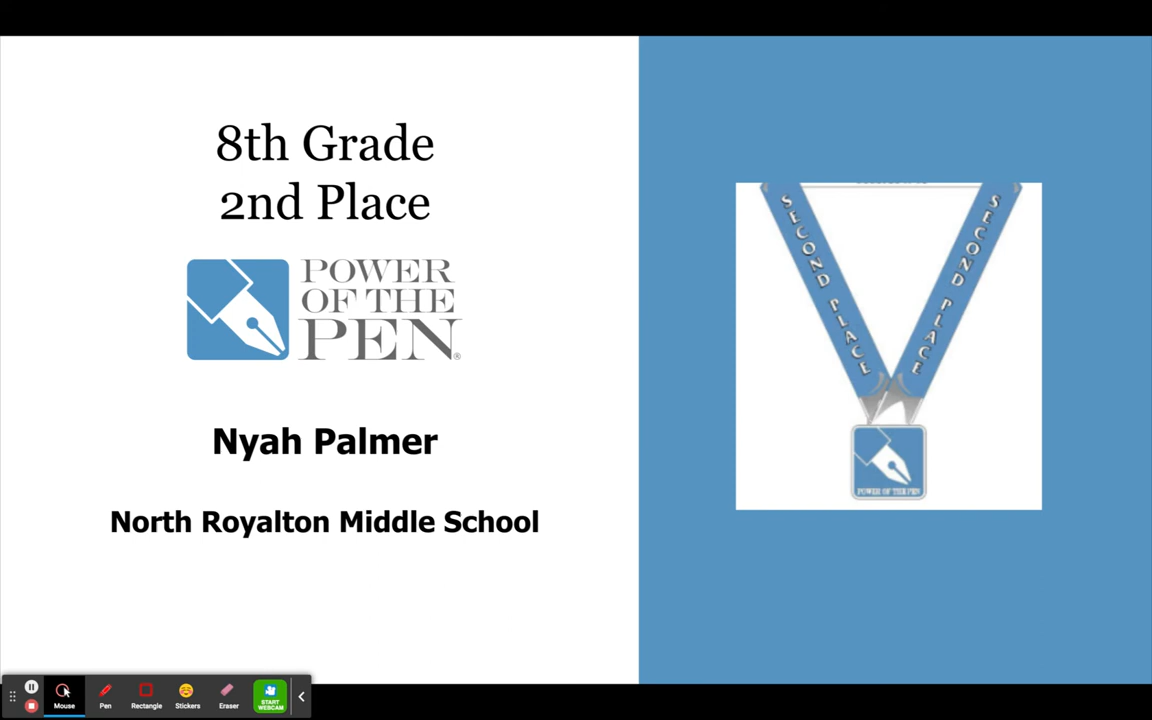 8th Grade
2nd Place
POWER
OF THE
PEN®
Nyah Palmer
North Royalton Middle School
SECOND PLACE
SECOND PLACE
POWER OF THE PEN
Mouse
Pen
Rectangle
Stickers
Eraser
START
WEBCAM